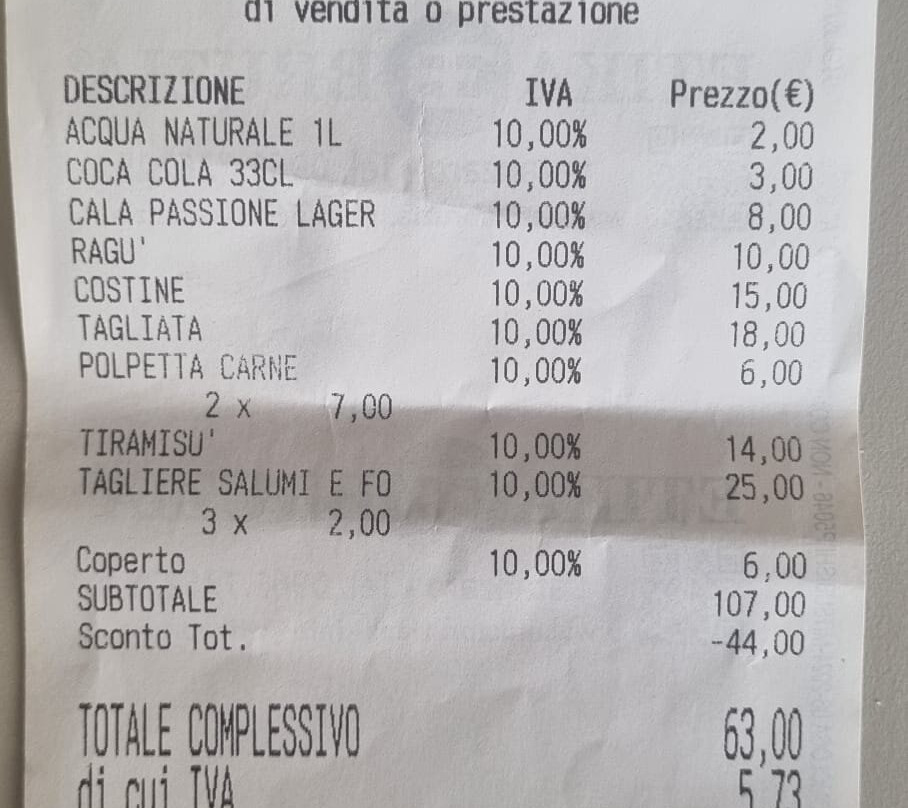 di vendita o prestazione
DESCRIZIONE IVA Prezzo(€)
ACQUA NATURALE 1L 10,00% 2,00
COCA COLA 33CL 10,00% 3,00
CALA PASSIONE LAGER 10,00% 8,00
RAGU' 10,00% 10,00
COSTINE 10,00% 15,00
TAGLIATA 10,00% 18,00
POLPETTA CARNE 10,00% 6,00
2 x 7,00
TIRAMISU' 10,00% 14,00
TAGLIERE SALUMI E FO 10,00% 25,00
3 x 2,00
Coperto 10,00% 6,00
SUBTOTALE 107,00
Sconto Tot. -44,00
TOTALE COMPLESSIVO 63,00
di cui IVA 5,73